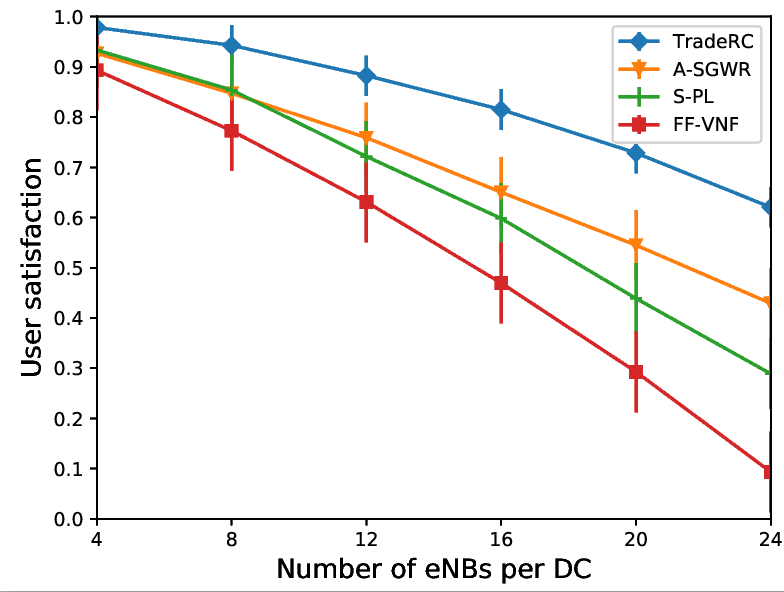 1.0
0.9
0.8
0.7
0.6
0.5
0.4
0.3
0.2
0.1
0.0
User satisfaction
TradeRC
A-SGWR
S-PL
FF-VNF
4 8 12 16 20 24
Number of eNBs per DC